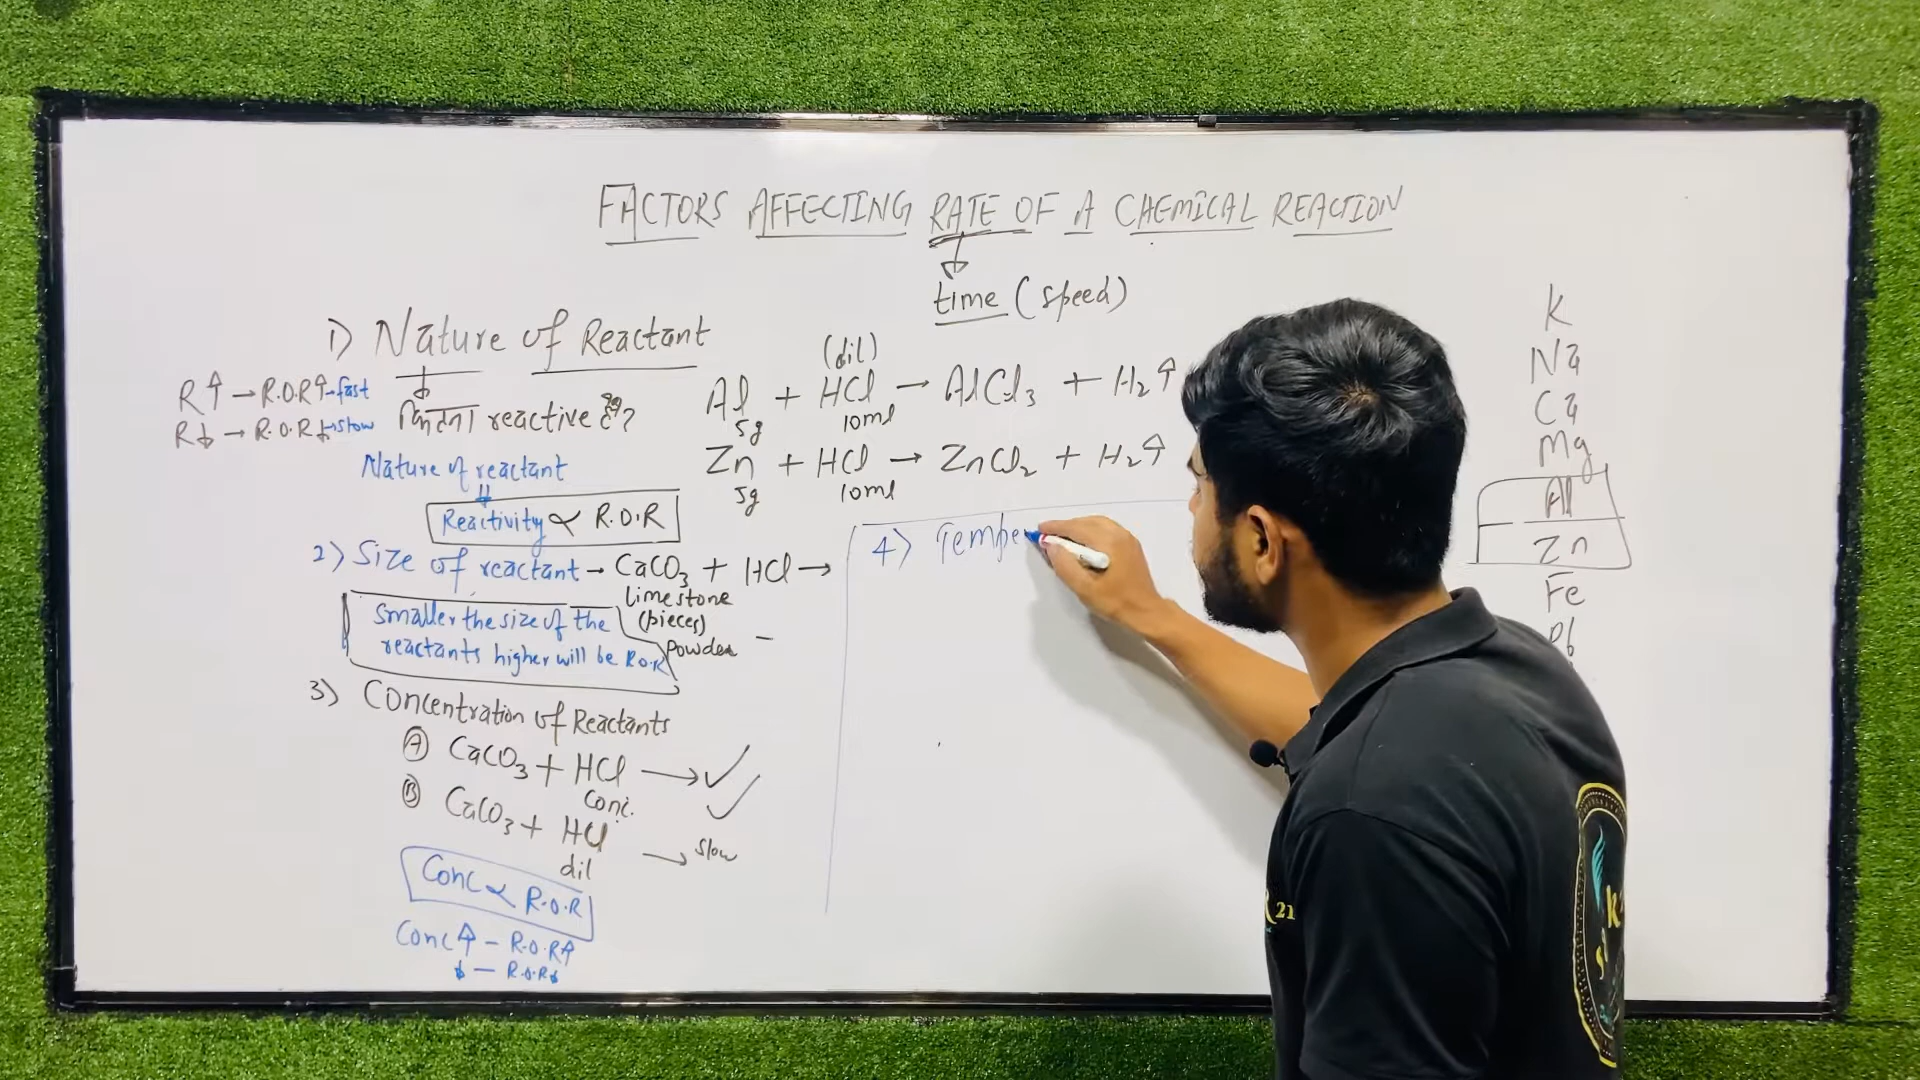 FACTORS AFFECTING RATE OF A CHEMICAL REACTION
time (speed)
1) Nature of Reactant
R↑ → R.O.R↑→fast
R↓ → R.O.R↓→slow
कितना reactive है?
Nature of reactant
Reactivity ∝ R.O.R
(dil)
Al + HCl → AlCl₃ + H₂↑
5g 10ml
Zn + HCl → ZnCl₂ + H₂↑
5g 10ml
2) Size of reactant → CaCO₃ + HCl →
limestone
(pieces)
powder –
Smaller the size of the
reactants higher will be R.O.R
3) Concentration of Reactants
(A) CaCO₃ + HCl → ✓
conc.
(B) CaCO₃ + HCl → slow
dil
Conc ∝ R.O.R
Conc↑ – R.O.R↑
↓ – R.O.R↓
4) Tempe
K
Na
Ca
Mg
Al
Zn
Fe
Pb
21